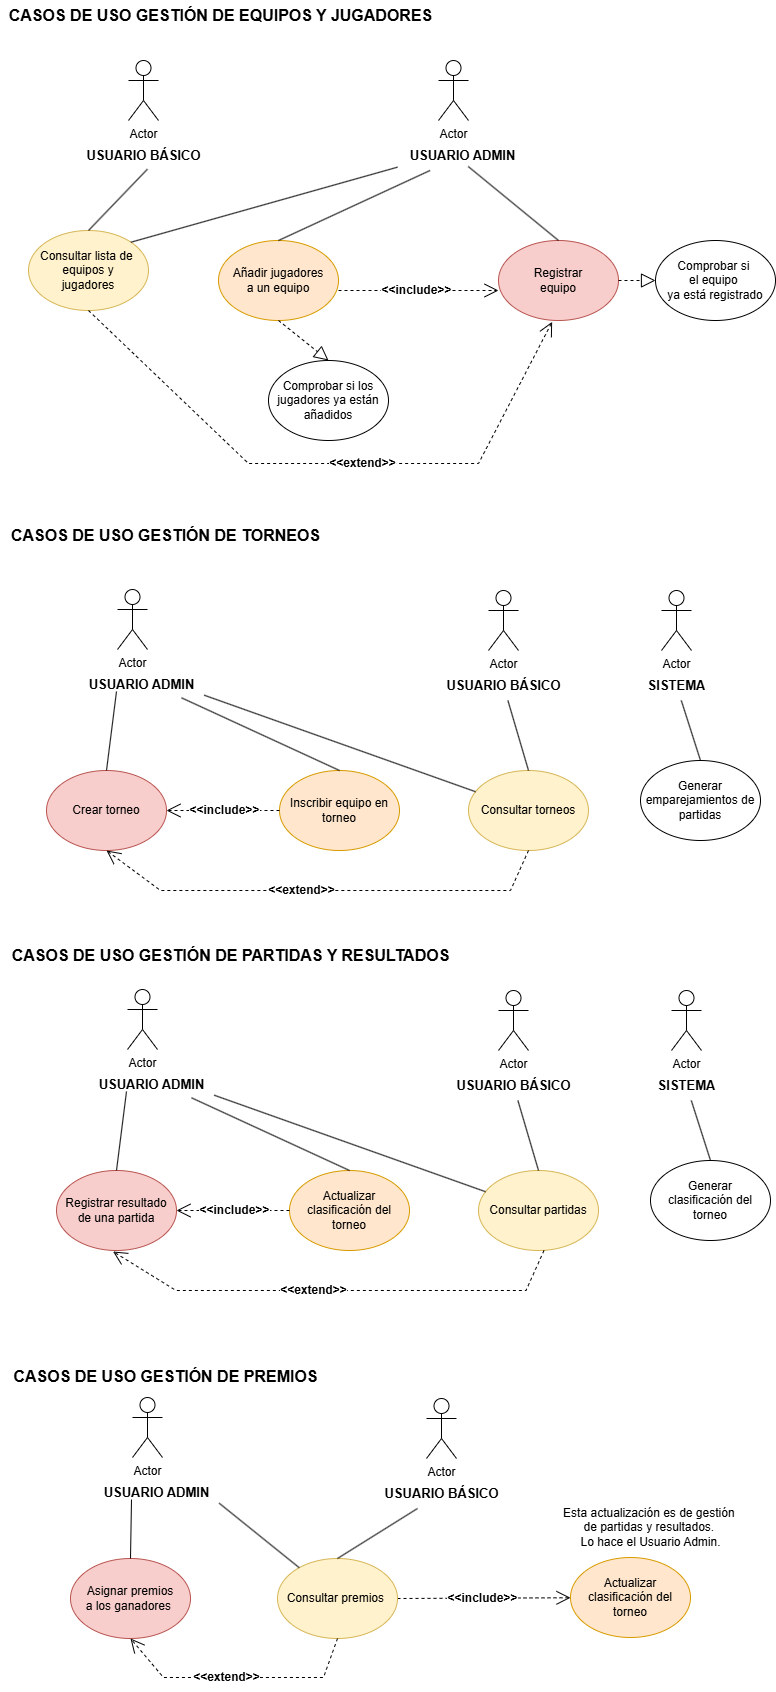 CASOS DE USO GESTIÓN DE EQUIPOS Y JUGADORES
Actor
USUARIO BÁSICO
Actor
USUARIO ADMIN
Consultar lista de
equipos y
jugadores
Añadir jugadores
a un equipo
<<include>>
Registrar
equipo
Comprobar si
el equipo
ya está registrado
Comprobar si los
jugadores ya están
añadidos
<<extend>>
CASOS DE USO GESTIÓN DE TORNEOS
Actor
USUARIO ADMIN
Actor
USUARIO BÁSICO
Actor
SISTEMA
Crear torneo
<<include>>
Inscribir equipo en
torneo
Consultar torneos
Generar
emparejamientos de
partidas
<<extend>>
CASOS DE USO GESTIÓN DE PARTIDAS Y RESULTADOS
Actor
USUARIO ADMIN
Actor
USUARIO BÁSICO
Actor
SISTEMA
Registrar resultado
de una partida
<<include>>
Actualizar
clasificación del
torneo
Consultar partidas
Generar
clasificación del
torneo
<<extend>>
CASOS DE USO GESTIÓN DE PREMIOS
Actor
USUARIO ADMIN
Actor
USUARIO BÁSICO
Esta actualización es de gestión
de partidas y resultados.
Lo hace el Usuario Admin.
Asignar premios
a los ganadores
Consultar premios
<<include>>
Actualizar
clasificación del
torneo
<<extend>>